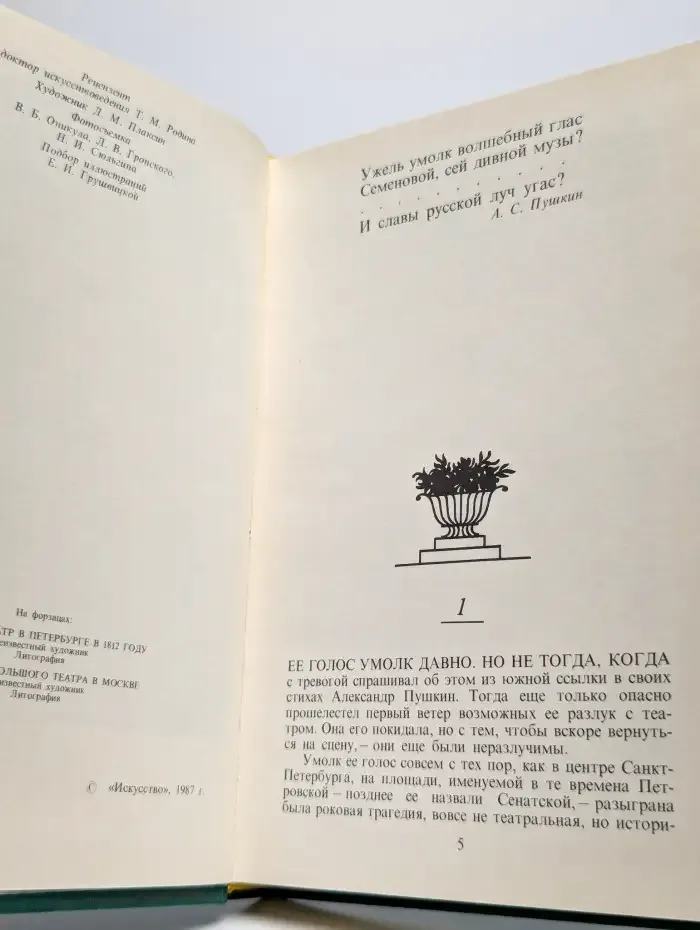 Рецензент
доктор искусствоведения Т. М. Родина
Художник Л. М. Плаксин
Фотосъемка
В. Б. Оникула, Л. В. Гронского,
Н. И. Сюльгина
Подбор иллюстраций
Е. И. Грушвицкой
На форзацах:
ТР В ПЕТЕРБУРГЕ В 1812 ГОДУ
еизвестный художник
Литография
ОЛЬШОГО ТЕАТРА В МОСКВЕ
известный художник
Литография
© «Искусство», 1987 г.
Ужель умолк волшебный глас
Семеновой, сей дивной музы?
. . . . . . . . . .
И славы русской луч угас?
А. С. Пушкин
1
ЕЕ ГОЛОС УМОЛК ДАВНО. НО НЕ ТОГДА, КОГДА
с тревогой спрашивал об этом из южной ссылки в своих
стихах Александр Пушкин. Тогда еще только опасно
прошелестел первый ветер возможных ее разлук с теа-
тром. Она его покидала, но с тем, чтобы вскоре вернуть-
ся на сцену,— они еще были неразлучимы.
Умолк ее голос совсем с тех пор, как в центре Санкт-
Петербурга, на площади, именуемой в те времена Пет-
ровской — позднее ее назвали Сенатской,— разыграна
была роковая трагедия, вовсе не театральная, но истори-
5